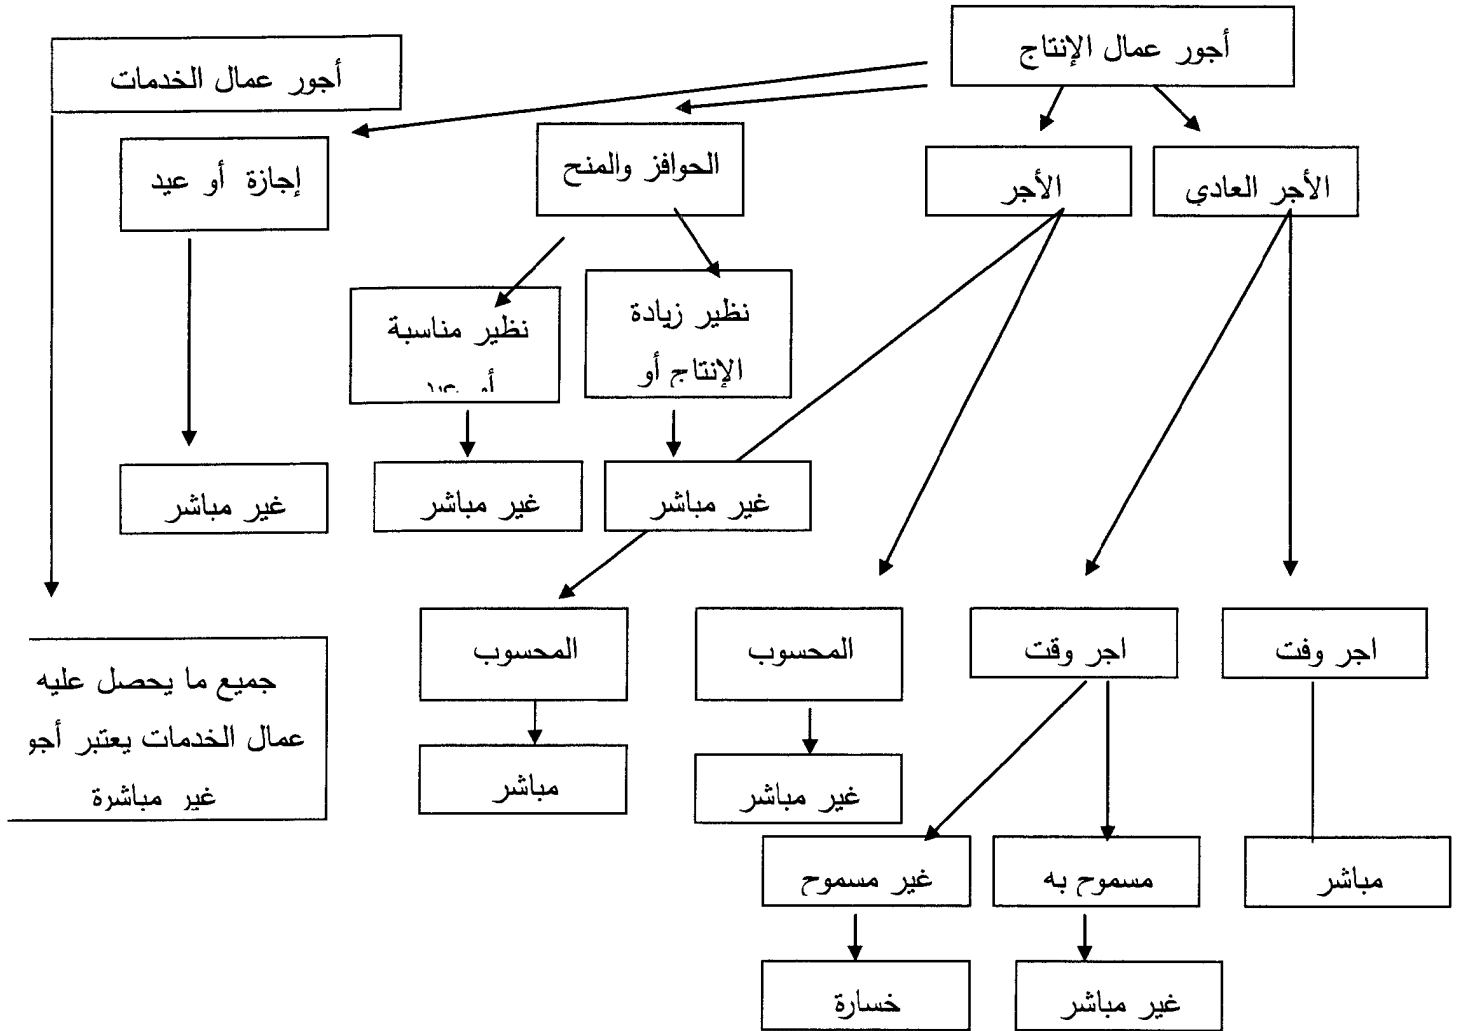 أجور عمال الإنتاج
أجور عمال الخدمات
الأجر العادي
الأجر
الحوافز والمنح
إجازة أو عيد
نظير زيادة
الإنتاج أو
نظير مناسبة
أو عيد
غير مباشر
غير مباشر
غير مباشر
اجر وفت
اجر وقت
المحسوب
المحسوب
جميع ما يحصل عليه
عمال الخدمات يعتبر أجو
غير مباشرة
مباشر
غير مباشر
مباشر
مسموح به
غير مسموح
غير مباشر
خسارة